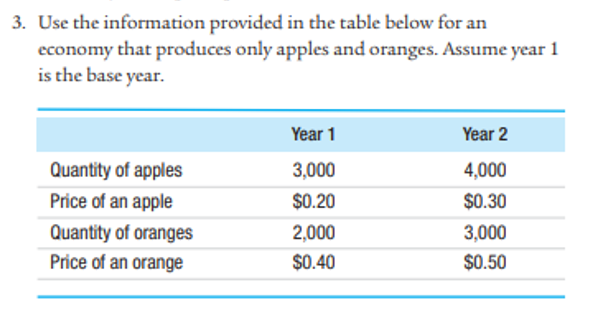 3. Use the information provided in the table below for an
economy that produces only apples and oranges. Assume year 1
is the base year.
Year 1 Year 2
Quantity of apples 3,000 4,000
Price of an apple $0.20 $0.30
Quantity of oranges 2,000 3,000
Price of an orange $0.40 $0.50